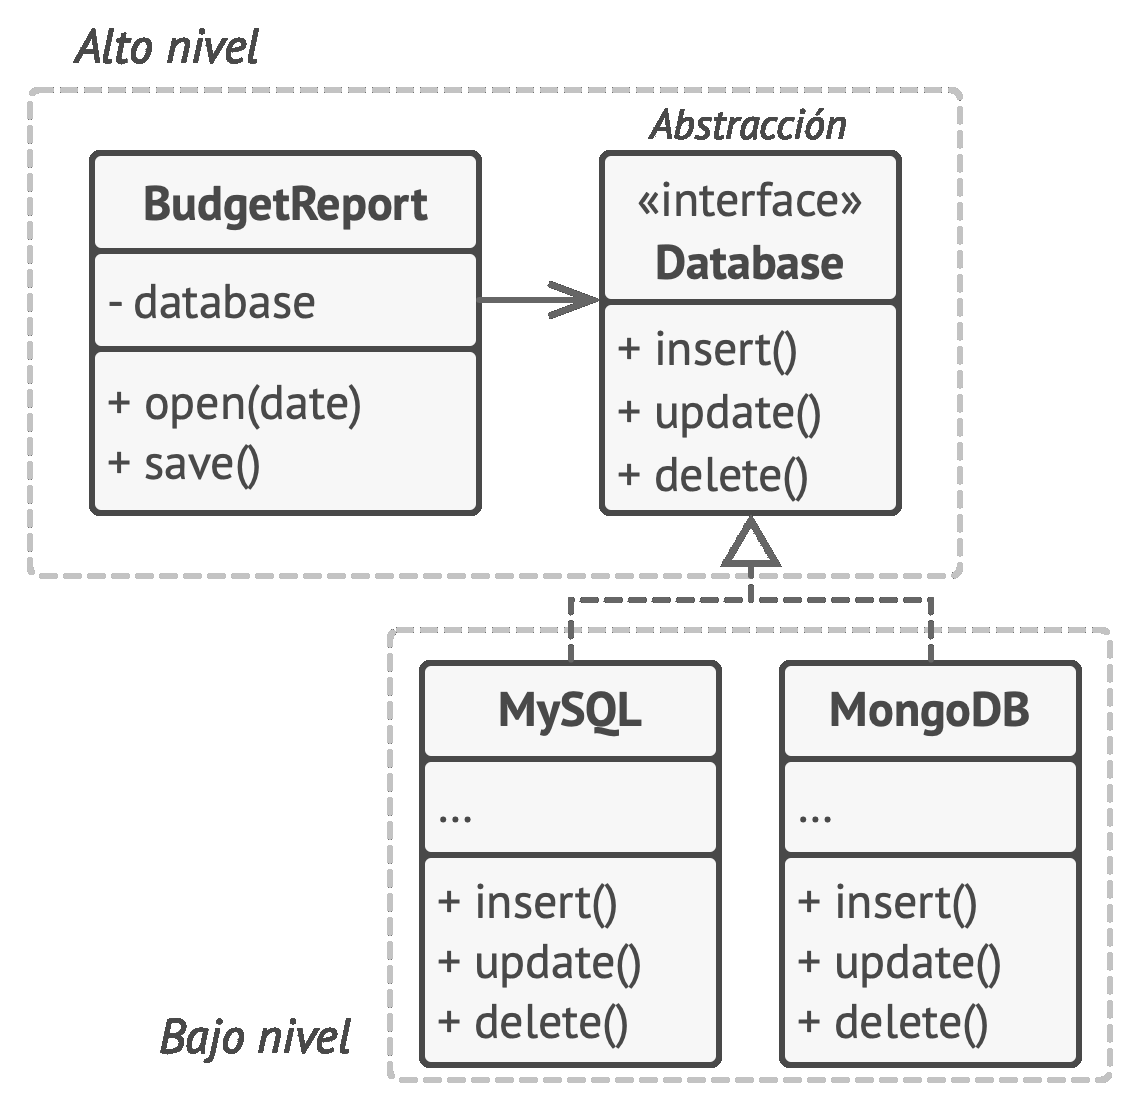 Alto nivel
Abstracción
BudgetReport
- database
+ open(date)
+ save()
«interface»
Database
+ insert()
+ update()
+ delete()
MySQL
...
+ insert()
+ update()
+ delete()
MongoDB
...
+ insert()
+ update()
+ delete()
Bajo nivel